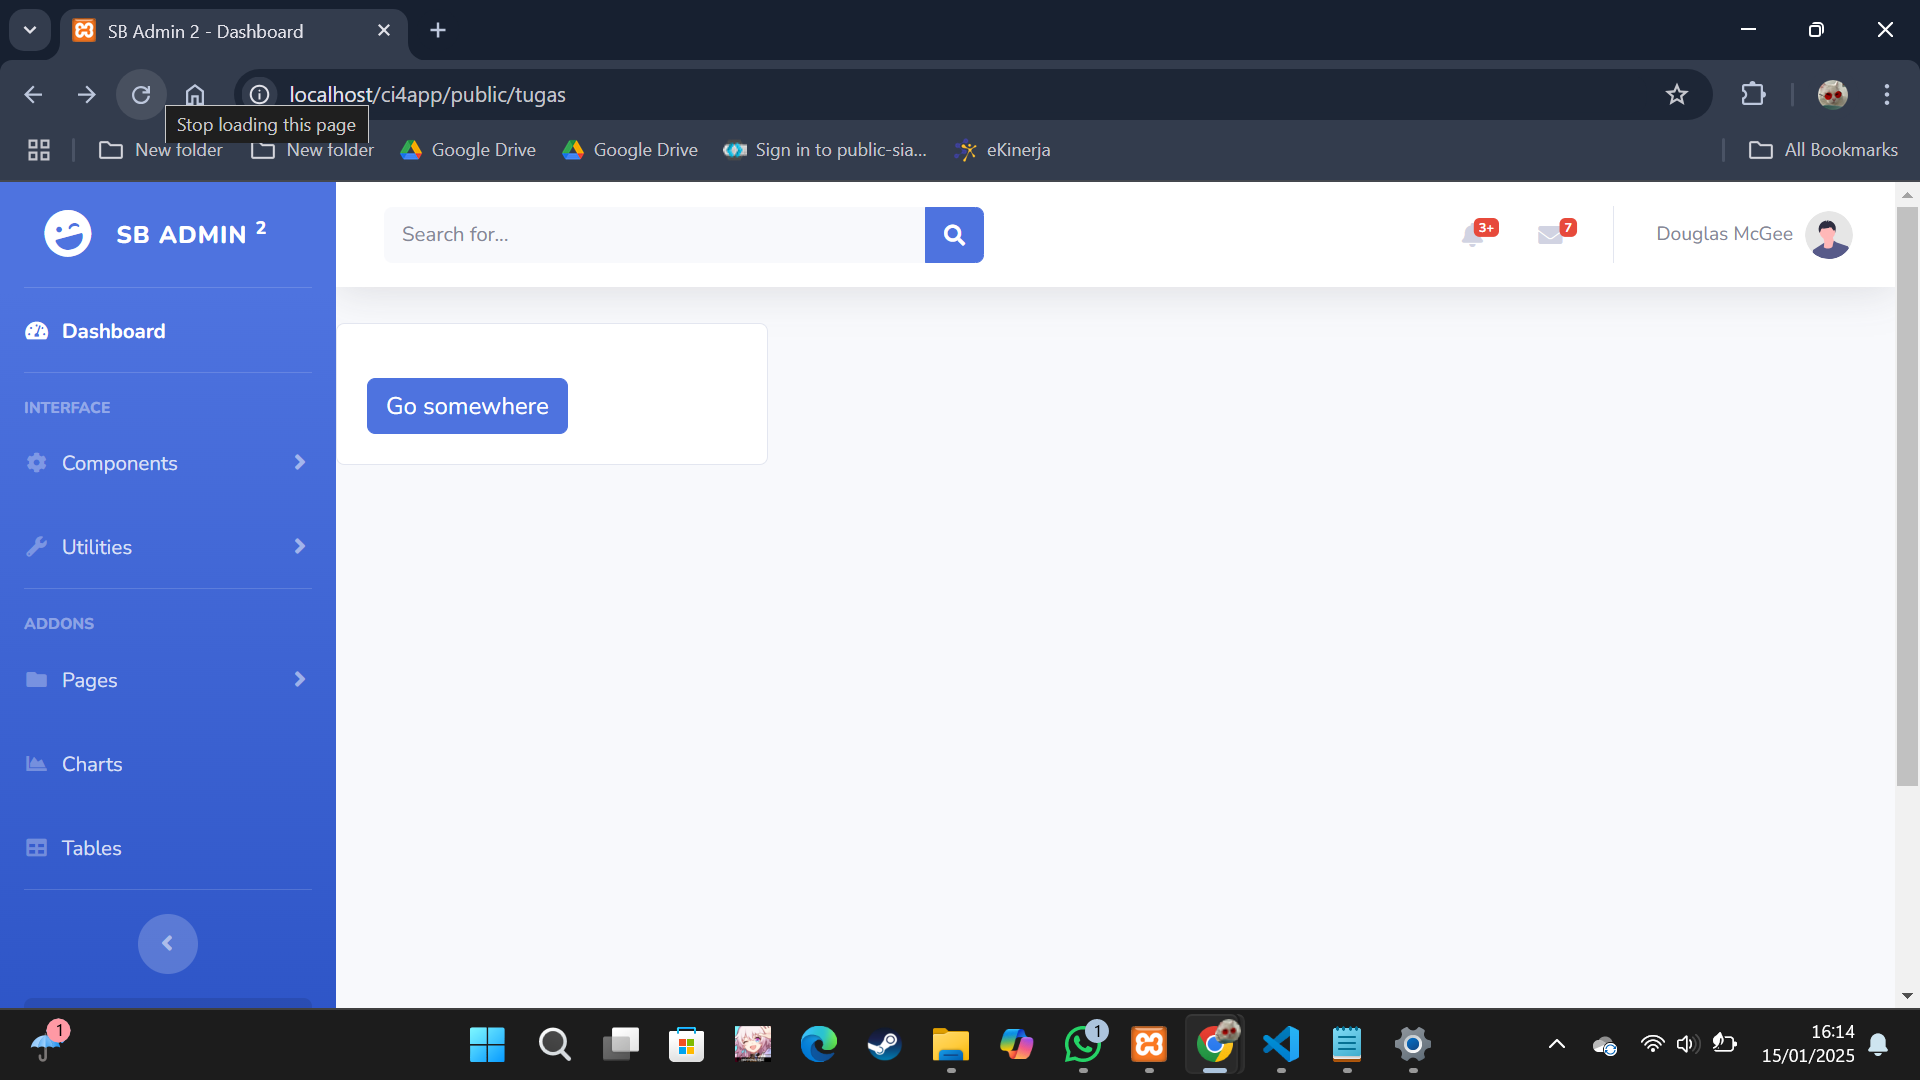 SB Admin 2 - Dashboard
localhost/ci4app/public/tugas
Stop loading this page
New folder
New folder
Google Drive
Google Drive
Sign in to public-sia...
eKinerja
All Bookmarks
SB ADMIN 2
Search for...
3+
7
Douglas McGee
Dashboard
Go somewhere
INTERFACE
Components
Utilities
ADDONS
Pages
Charts
Tables
1
1
16:14
15/01/2025